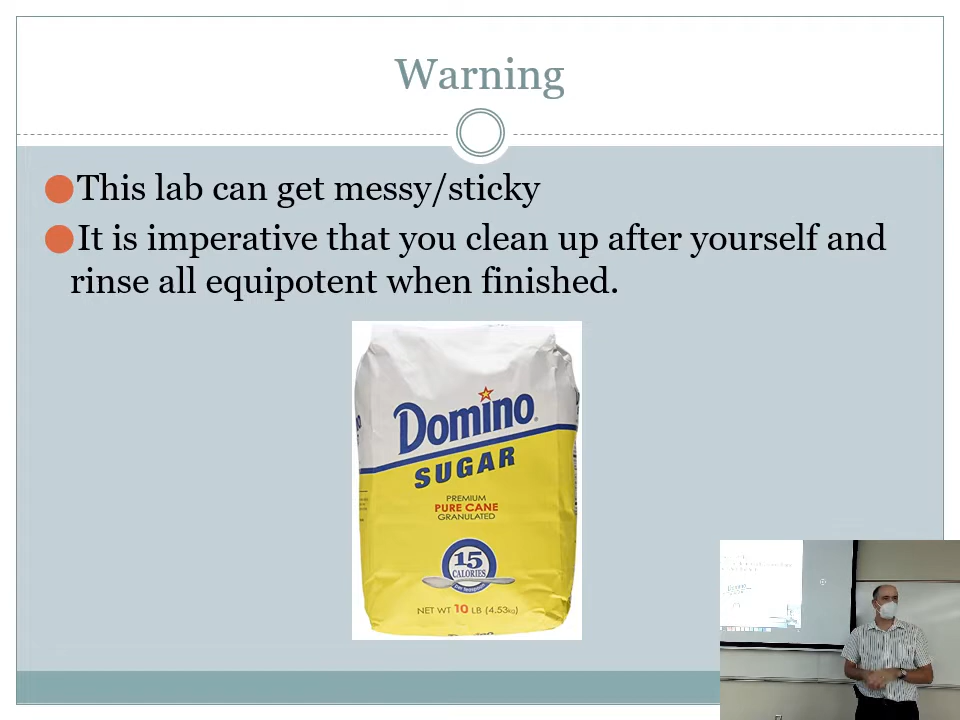 Warning
This lab can get messy/sticky
It is imperative that you clean up after yourself and
rinse all equipotent when finished.
Domino
SUGAR
PREMIUM
PURE CANE
GRANULATED
15
CALORIES
NET WT 10 LB (4.53kg)
Domino